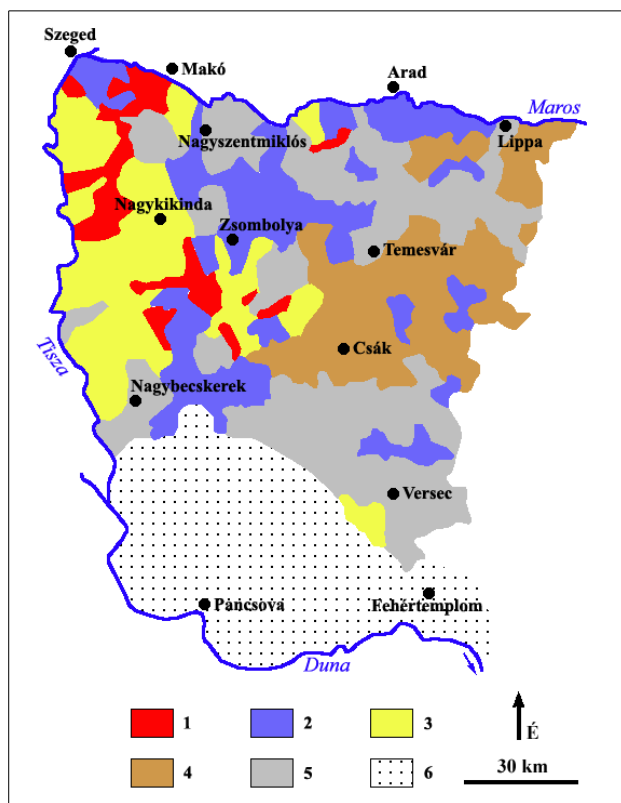 Szeged
Makó
Arad
Maros
Nagyszentmiklós
Lippa
Nagykikinda
Zsombolya
Temesvár
Tisza
Csák
Nagybecskerek
Versec
Pancsova
Fehértemplom
Duna
1 2 3
É
4 5 6
30 km